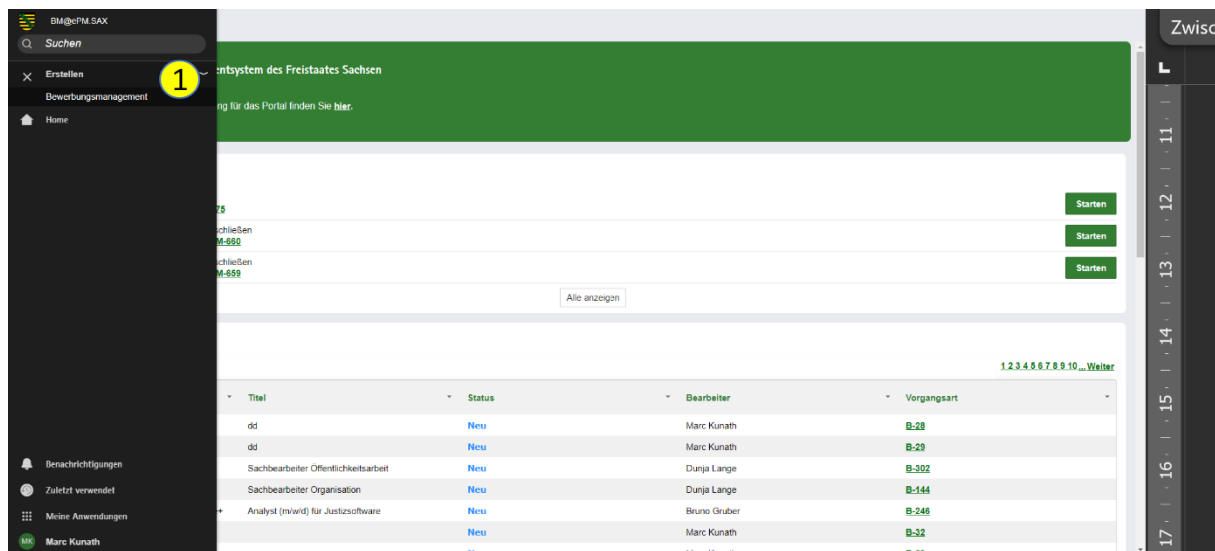 BM@ePM.SAX
Suchen
Erstellen
1
Bewerbungsmanagement
Home
Benachrichtigungen
Zuletzt verwendet
Meine Anwendungen
MK Marc Kunath
entsystem des Freistaates Sachsen
ng für das Portal finden Sie hier.
75 Starten
schließen
M-660 Starten
schließen
M-659 Starten
Alle anzeigen
1 2 3 4 5 6 7 8 9 10 ... Weiter
Titel Status Bearbeiter Vorgangsart
dd Neu Marc Kunath B-28
dd Neu Marc Kunath B-29
Sachbearbeiter Öffentlichkeitsarbeit Neu Dunja Lange B-302
Sachbearbeiter Organisation Neu Dunja Lange B-144
Analyst (m/w/d) für Justizsoftware Neu Bruno Gruber B-246
Neu Marc Kunath B-32
Zwisc
L
11
12
13
14
15
16
17